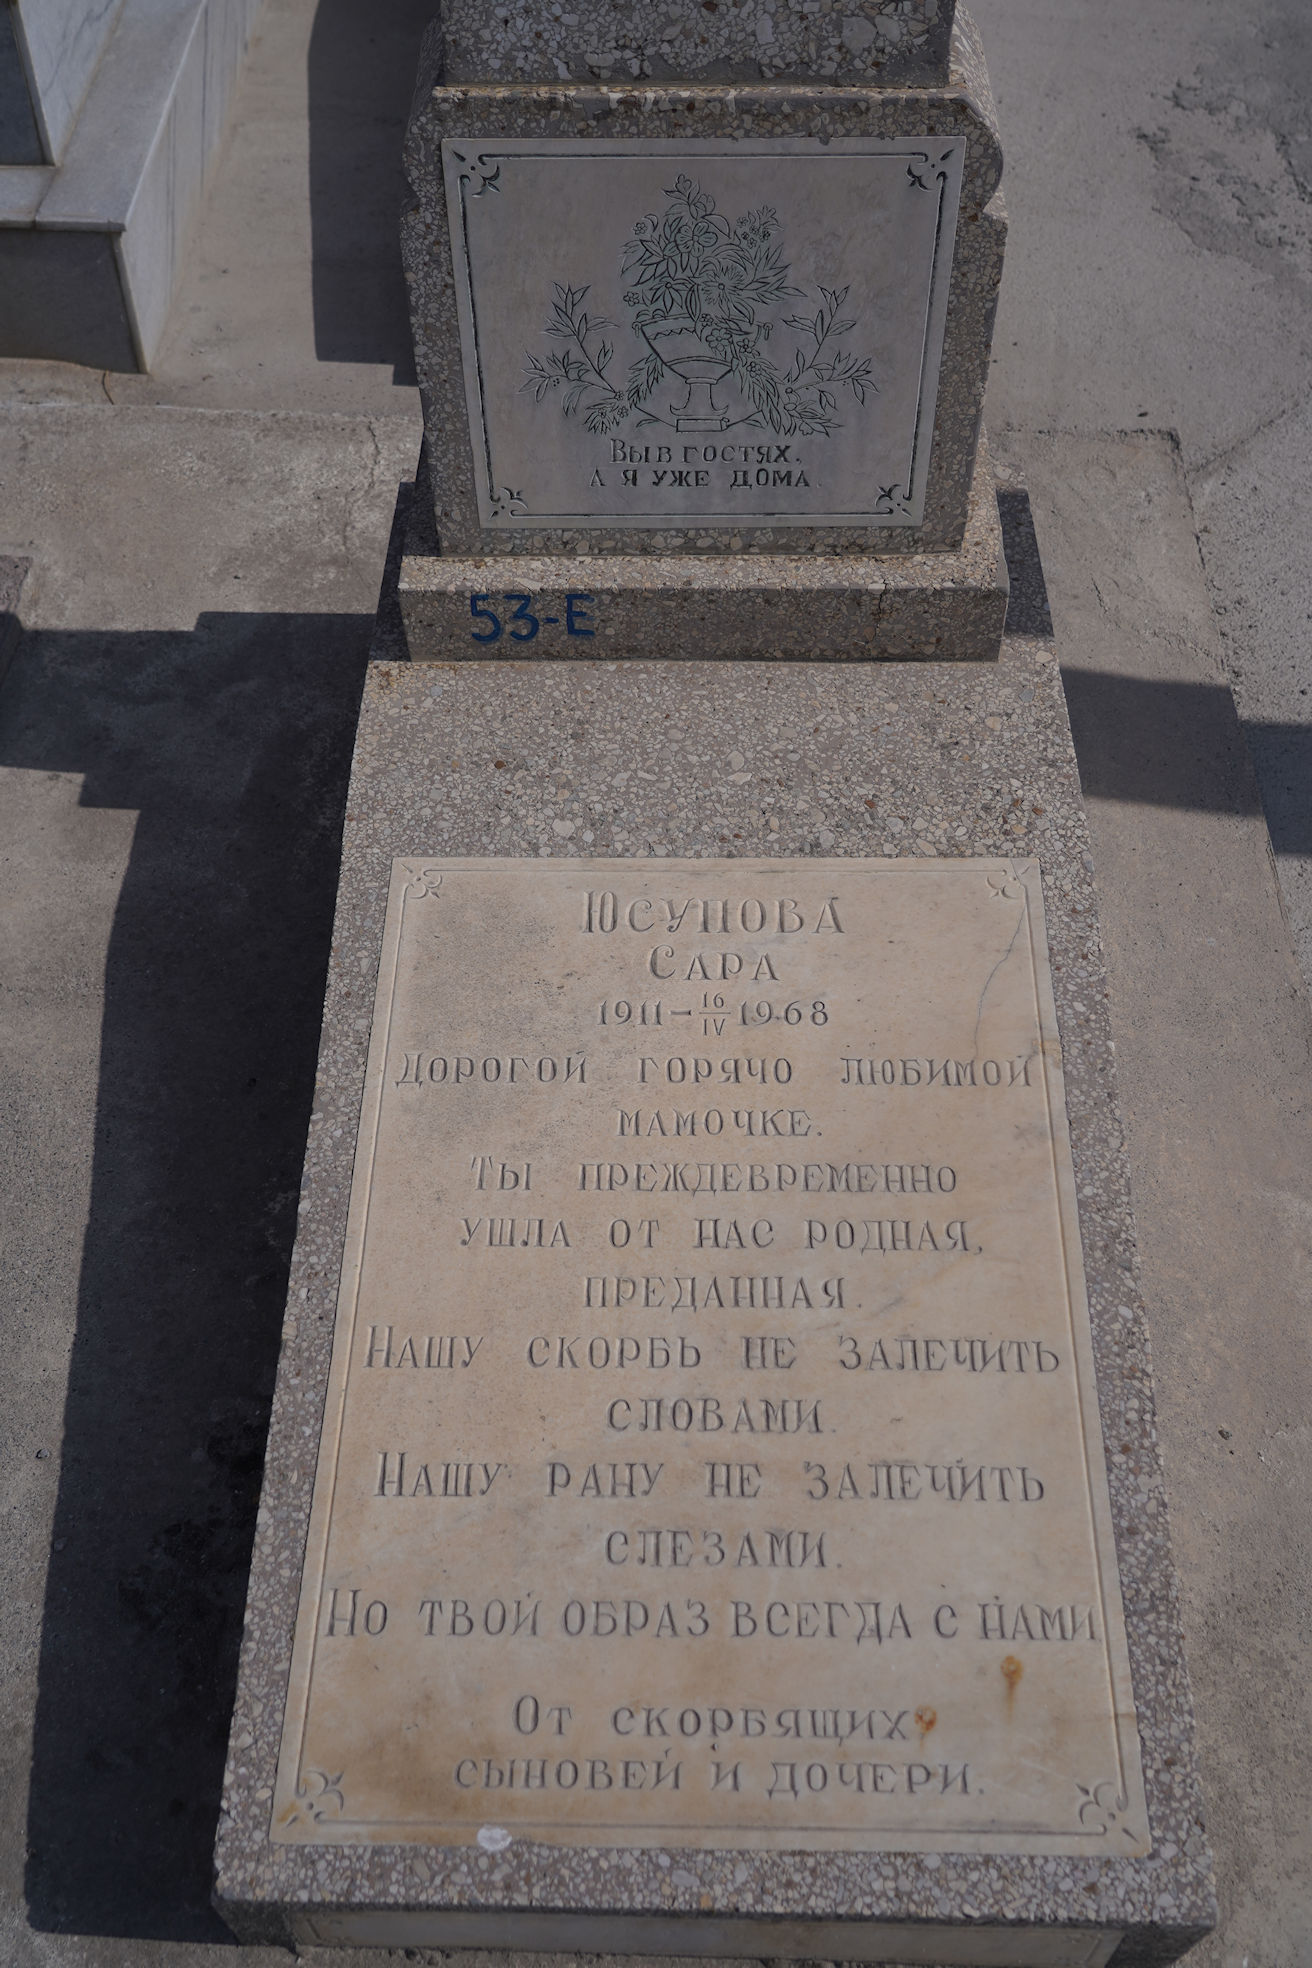 Вы в гостях.
а я уже дома.
53-Е
Юсупова
Сара
1911–16/IV 1968
Дорогой горячо любимой
мамочке.
Ты преждевременно
ушла от нас родная,
преданная.
Нашу скорбь не залечить
словами.
Нашу рану не залечить
слезами.
Но твой образ всегда с нами
От скорбящих
сыновей и дочери.